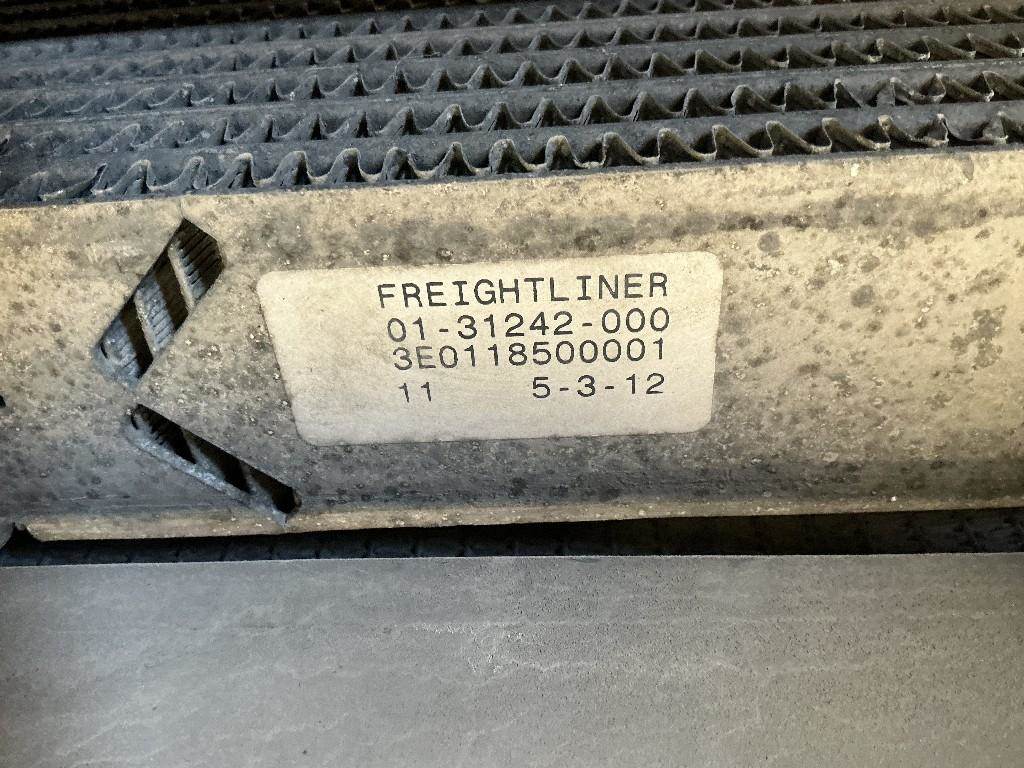 FREIGHTLINER
01-31242-000
3E0118500001
11 5-3-12